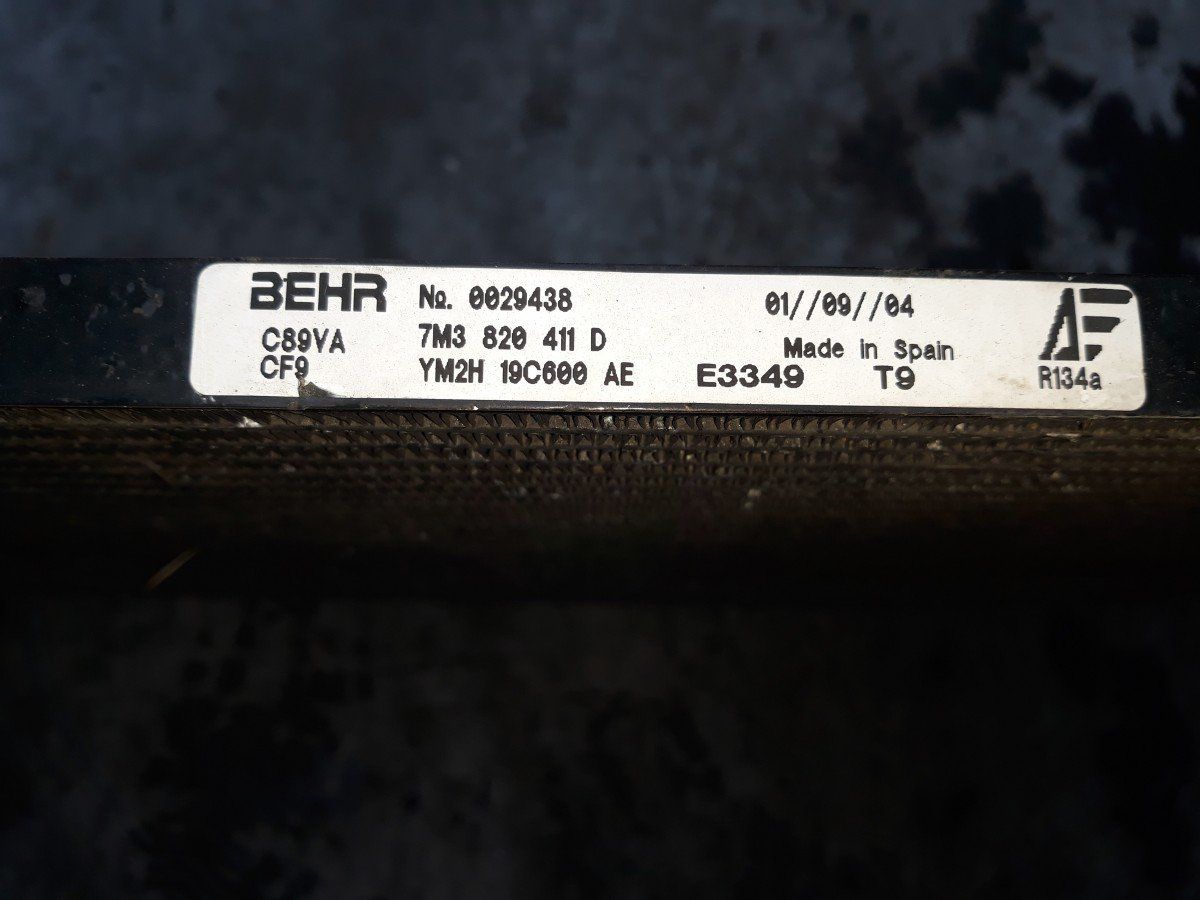 BEHR No. 0029438 01//09//04
C89VA 7M3 820 411 D Made in Spain
CF9 YM2H 19C600 AE E3349 T9 R134a